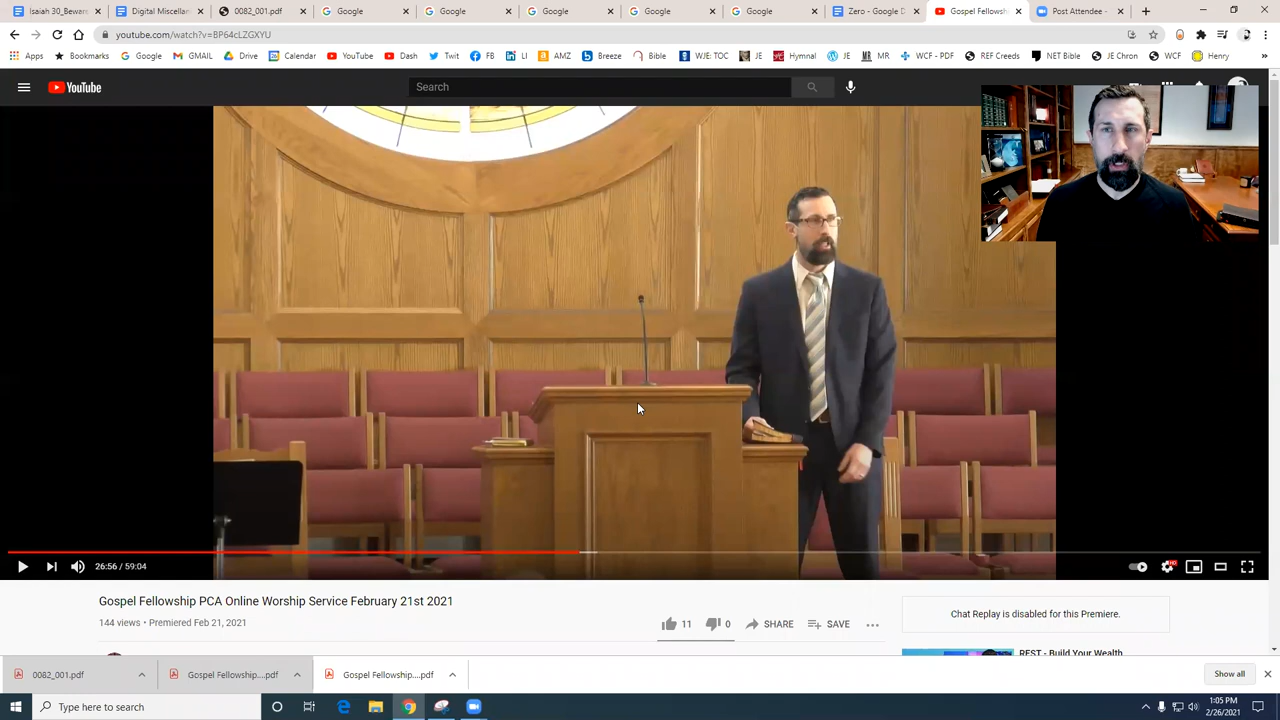 Isaiah 30_Beware
Digital Miscellan
0082_001.pdf
Google
Google
Google
Google
Google
Zero - Google D
Gospel Fellowsh
Post Attendee -
youtube.com/watch?v=BP64cLZGXYU
Apps
Bookmarks
Google
GMAIL
Drive
Calendar
YouTube
Dash
Twit
FB
LI
AMZ
Breeze
Bible
WJE: TOC
JE
Hymnal
JE
MR
WCF - PDF
REF Creeds
NET Bible
JE Chron
WCF
Henry
YouTube
Search
26:56 / 59:04
Gospel Fellowship PCA Online Worship Service February 21st 2021
144 views • Premiered Feb 21, 2021
11
0
SHARE
SAVE
Chat Replay is disabled for this Premiere.
REST - Build Your Wealth
0082_001.pdf
Gospel Fellowship....pdf
Gospel Fellowship....pdf
Show all
Type here to search
1:05 PM
2/26/2021